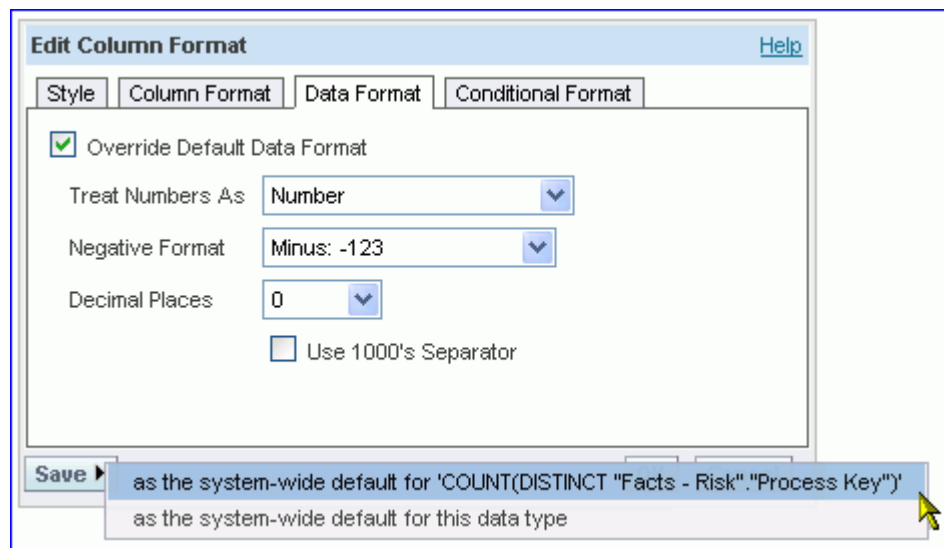 Edit Column Format Help
Style Column Format Data Format Conditional Format
Override Default Data Format
Treat Numbers As Number
Negative Format Minus: -123
Decimal Places 0
Use 1000's Separator
Save
as the system-wide default for 'COUNT(DISTINCT "Facts - Risk"."Process Key")'
as the system-wide default for this data type